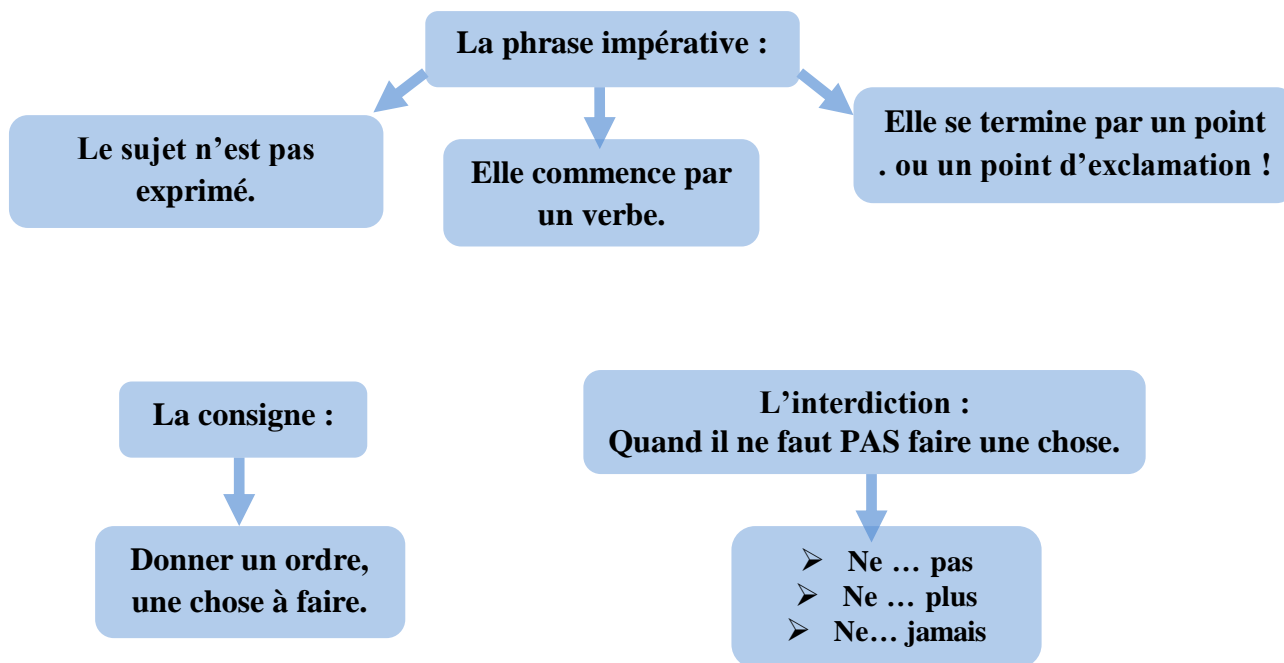 La phrase impérative :
Le sujet n’est pas
exprimé.
Elle commence par
un verbe.
Elle se termine par un point
. ou un point d’exclamation !
La consigne :
Donner un ordre,
une chose à faire.
L’interdiction :
Quand il ne faut PAS faire une chose.
➢ Ne … pas
➢ Ne … plus
➢ Ne… jamais